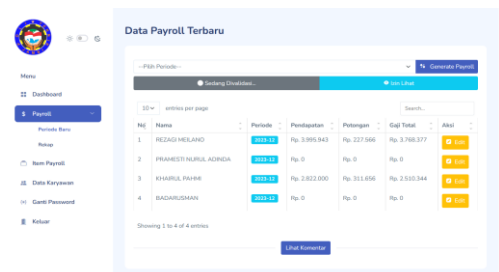 Data Payroll Terbaru
Menu
Dashboard
Payroll
Periode Baru
Rekap
Item Payroll
Data Karyawan
Ganti Password
Keluar
--Pilih Periode--
Generate Payroll
Sedang Divalidasi...
Izin Lihat
10 entries per page
Search...
No Nama Periode Pendapatan Potongan Gaji Total Aksi
1 REZAGI MEILANO 2023-12 Rp. 3.995.943 Rp. 227.566 Rp. 3.768.377 Edit
2 PRAMESTI NURUL ADINDA 2023-12 Rp. 0 Rp. 0 Rp. 0 Edit
3 KHAIRUL PAHMI 2023-12 Rp. 2.822.000 Rp. 311.656 Rp. 2.510.344 Edit
4 BADARUSMAN 2023-12 Rp. 0 Rp. 0 Rp. 0 Edit
Showing 1 to 4 of 4 entries
Lihat Komentar